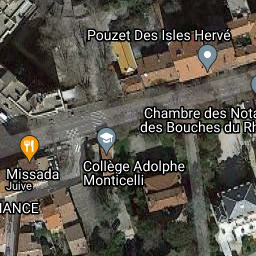 Pouzet Des Isles Hervé
Chambre des Nota
des Bouches du Rh
Collège Adolphe
Monticelli
Missada
Juive
IANCE